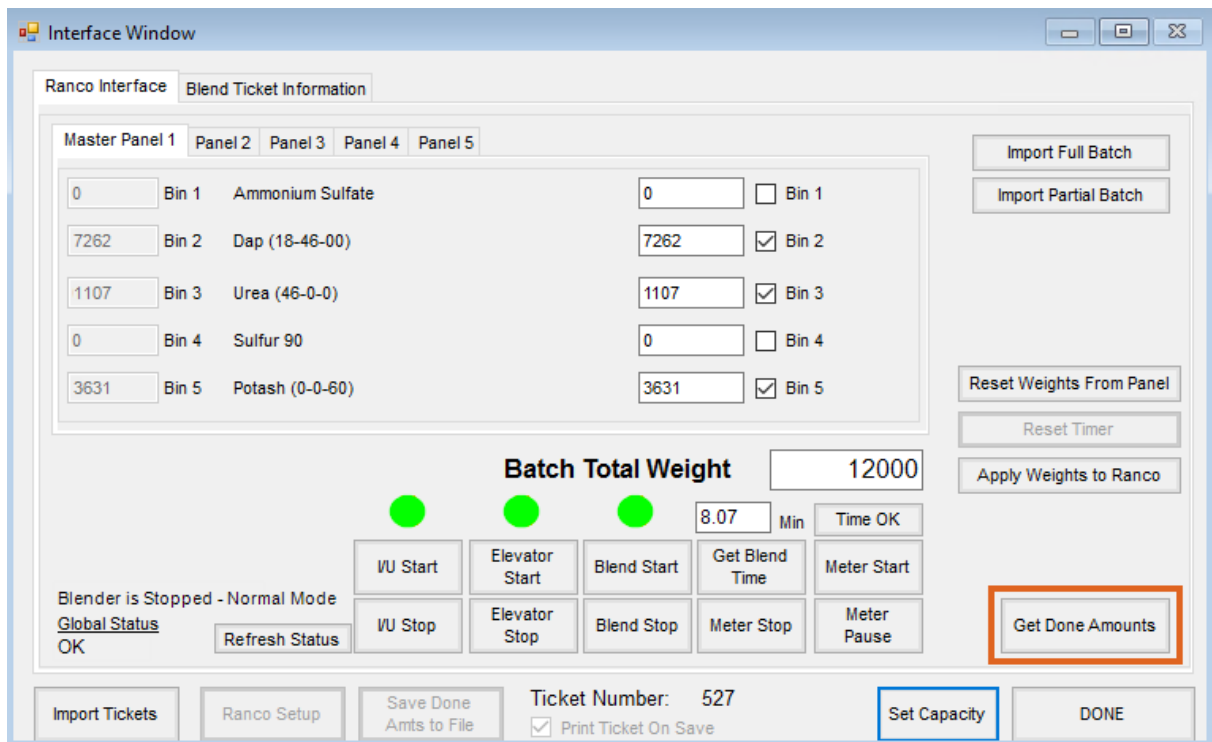 Interface Window
Ranco Interface Blend Ticket Information
Master Panel 1 Panel 2 Panel 3 Panel 4 Panel 5
Import Full Batch
0 Bin 1 Ammonium Sulfate 0 Bin 1
Import Partial Batch
7262 Bin 2 Dap (18-46-00) 7262 Bin 2
1107 Bin 3 Urea (46-0-0) 1107 Bin 3
0 Bin 4 Sulfur 90 0 Bin 4
3631 Bin 5 Potash (0-0-60) 3631 Bin 5
Reset Weights From Panel
Reset Timer
Batch Total Weight 12000
Apply Weights to Ranco
8.07 Min Time OK
I/U Start
Elevator
Start
Blend Start
Get Blend
Time
Meter Start
Blender is Stopped - Normal Mode
Global Status
OK
Refresh Status
I/U Stop
Elevator
Stop
Blend Stop
Meter Stop
Meter
Pause
Get Done Amounts
Import Tickets
Ranco Setup
Save Done
Amts to File
Ticket Number: 527
Print Ticket On Save
Set Capacity
DONE